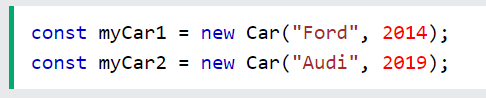 const myCar1 = new Car("Ford", 2014);
const myCar2 = new Car("Audi", 2019);